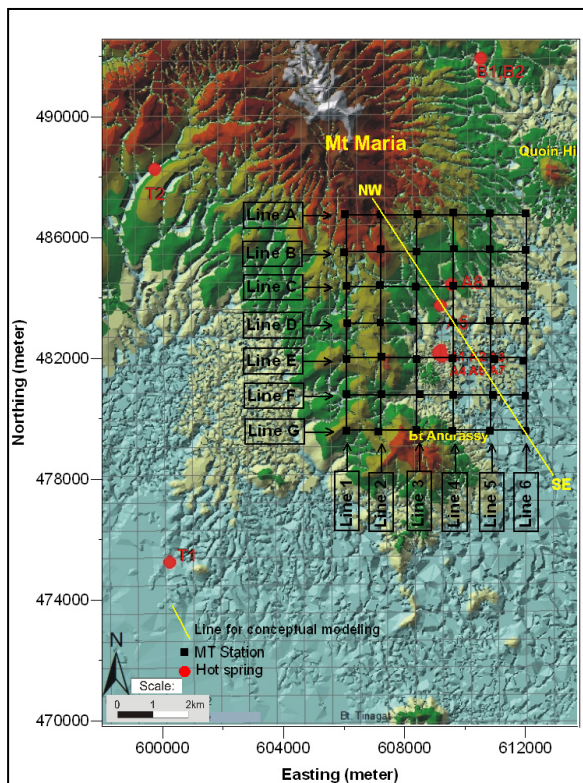 B1/B2
490000
Mt Maria
Quoin-Hi
T2
NW
Line A
486000
Line B
Line C
A8
Line D
482000
Line E
A4,A5,A7
Line F
Line G
Bt Andrassy
Northing (meter)
478000
Line 1
Line 2
Line 3
Line 4
Line 5
Line 6
SE
T1
474000
Line for conceptual modeling
N
MT Station
Hot spring
Scale:
0 1 2km
Bt. Tinagat
470000
600000 604000 608000 612000
Easting (meter)